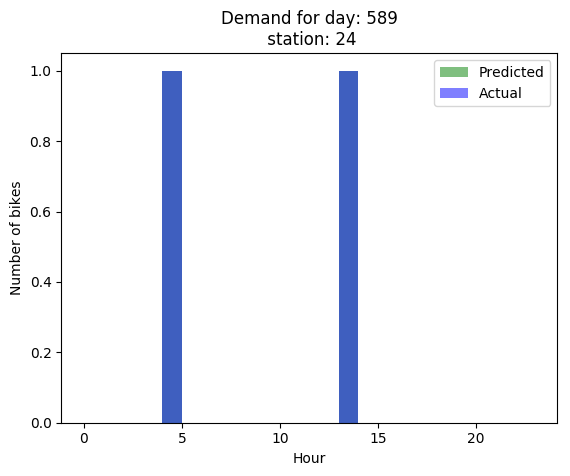 Demand for day: 589
station: 24
Predicted
Actual
1.0
0.8
0.6
0.4
0.2
0.0
Number of bikes
0 5 10 15 20
Hour